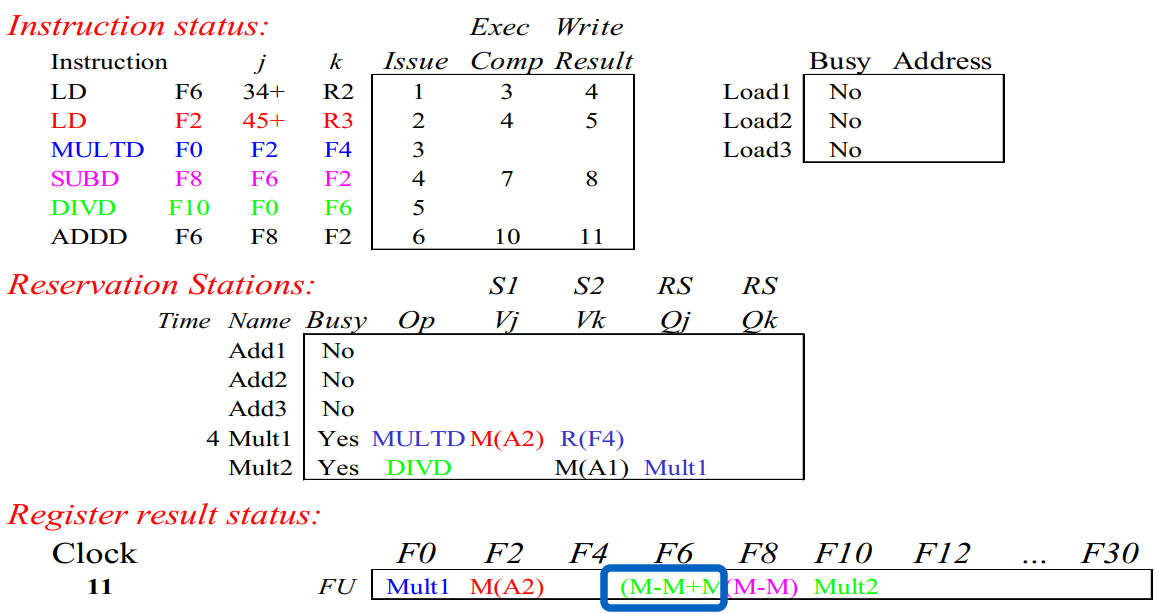 Instruction status: Exec Write
Instruction j k Issue Comp Result Busy Address
LD F6 34+ R2 1 3 4 Load1 No
LD F2 45+ R3 2 4 5 Load2 No
MULTD F0 F2 F4 3 Load3 No
SUBD F8 F6 F2 4 7 8
DIVD F10 F0 F6 5
ADDD F6 F8 F2 6 10 11
Reservation Stations: S1 S2 RS RS
Time Name Busy Op Vj Vk Qj Qk
Add1 No
Add2 No
Add3 No
4 Mult1 Yes MULTD M(A2) R(F4)
Mult2 Yes DIVD M(A1) Mult1
Register result status:
Clock F0 F2 F4 F6 F8 F10 F12 ... F30
11 FU Mult1 M(A2) (M-M+M (M-M) Mult2